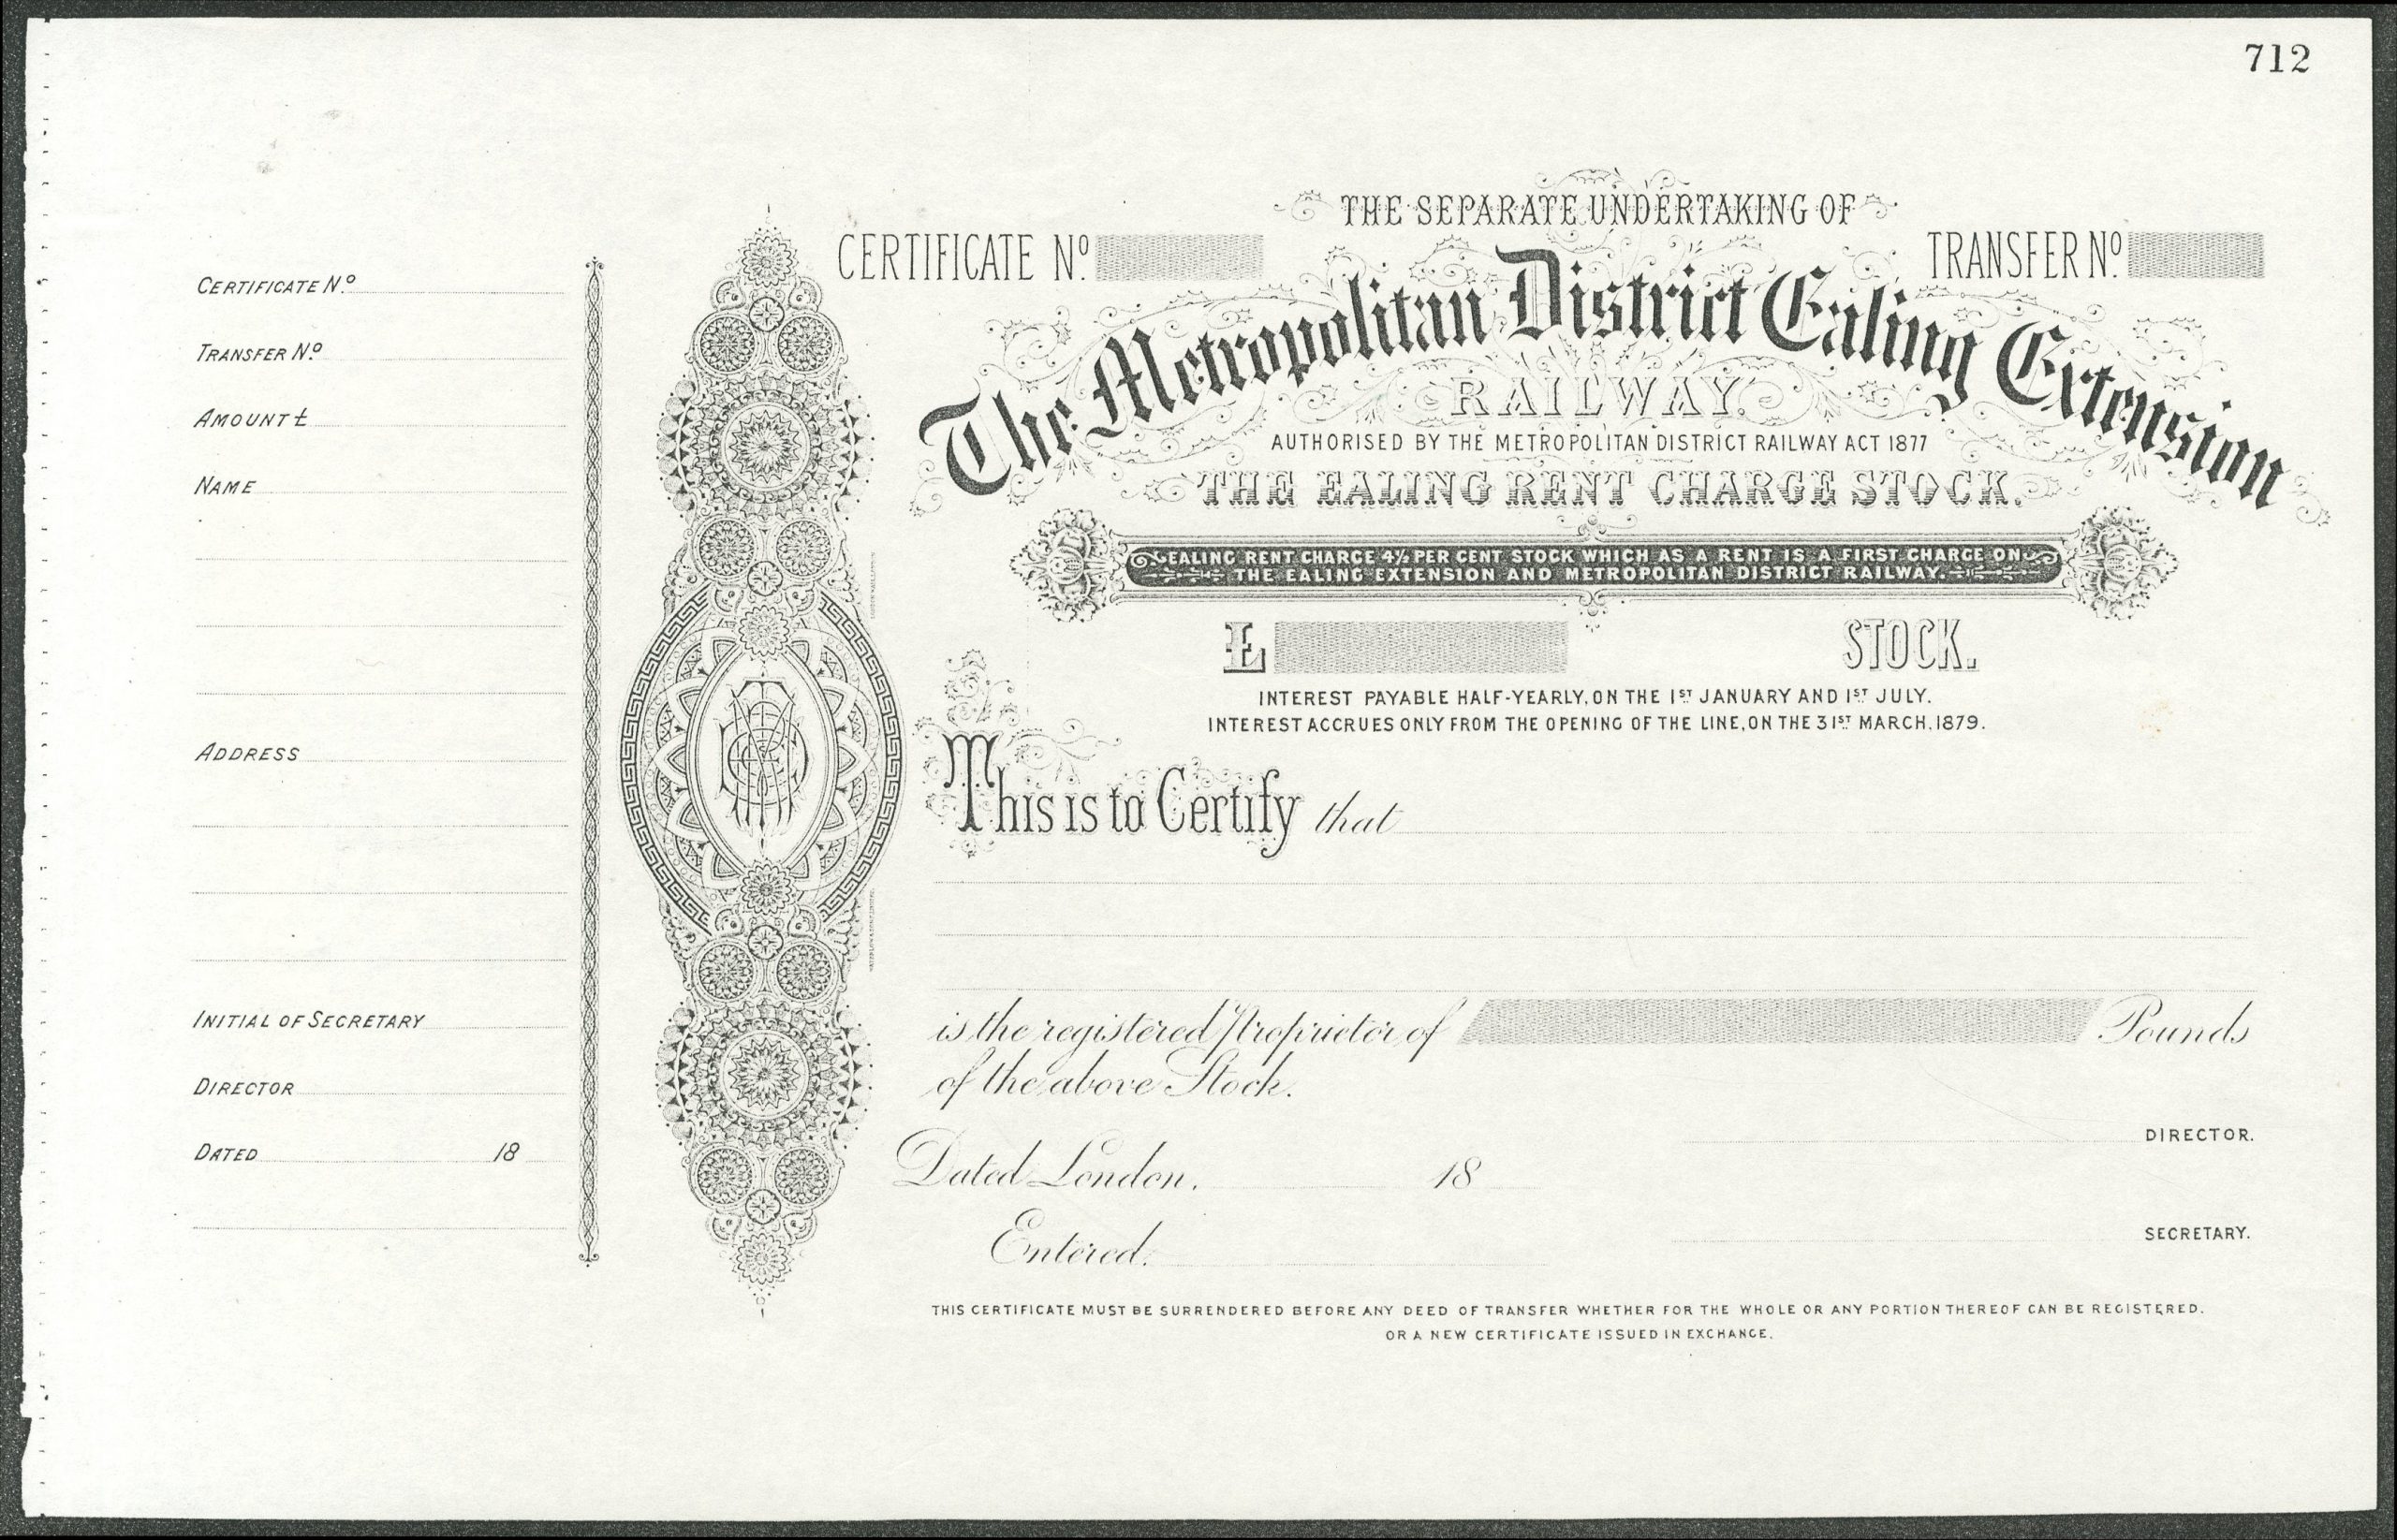 712
CERTIFICATE Nº
TRANSFER Nº
AMOUNT £
NAME
ADDRESS
INITIAL OF SECRETARY
DIRECTOR
DATED 18
THE SEPARATE UNDERTAKING OF
CERTIFICATE Nº
TRANSFER Nº
The Metropolitan District Ealing Extension
RAILWAY.
AUTHORISED BY THE METROPOLITAN DISTRICT RAILWAY ACT 1877
THE EALING RENT CHARGE STOCK.
EALING RENT CHARGE 4½ PER CENT STOCK WHICH AS A RENT IS A FIRST CHARGE ON
THE EALING EXTENSION AND METROPOLITAN DISTRICT RAILWAY.
£ STOCK.
INTEREST PAYABLE HALF-YEARLY, ON THE 1ST JANUARY AND 1ST JULY.
INTEREST ACCRUES ONLY FROM THE OPENING OF THE LINE, ON THE 31ST MARCH, 1879.
This is to Certify that
is the registered Proprietor of Pounds
of the above Stock.
DIRECTOR.
Dated London. 18
SECRETARY.
Entered.
THIS CERTIFICATE MUST BE SURRENDERED BEFORE ANY DEED OF TRANSFER WHETHER FOR THE WHOLE OR ANY PORTION THEREOF CAN BE REGISTERED.
OR A NEW CERTIFICATE ISSUED IN EXCHANGE.